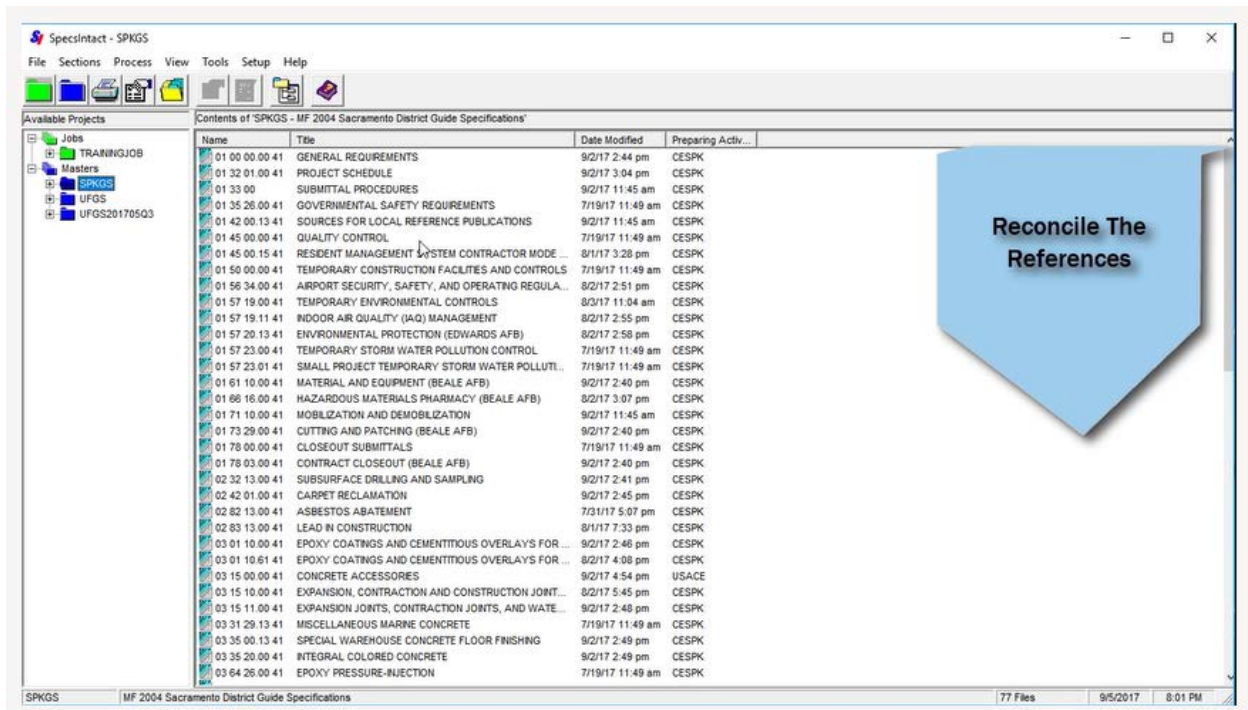 SpecsIntact - SPKGS
File Sections Process View Tools Setup Help
Available Projects
Contents of 'SPKGS - MF 2004 Sacramento District Guide Specifications'
Jobs
TRAININGJOB
Masters
SPKGS
UFGS
UFGS201705Q3
Name Title Date Modified Preparing Activ...
01 00 00.00 41 GENERAL REQUIREMENTS 9/2/17 2:44 pm CESPK
01 32 01.00 41 PROJECT SCHEDULE 9/2/17 3:04 pm CESPK
01 33 00 SUBMITTAL PROCEDURES 9/2/17 11:45 am CESPK
01 35 26.00 41 GOVERNMENTAL SAFETY REQUIREMENTS 7/19/17 11:49 am CESPK
01 42 00.13 41 SOURCES FOR LOCAL REFERENCE PUBLICATIONS 9/2/17 11:45 am CESPK
01 45 00.00 41 QUALITY CONTROL 7/19/17 11:49 am CESPK
01 45 00.15 41 RESIDENT MANAGEMENT SYSTEM CONTRACTOR MODE ... 8/1/17 3:28 pm CESPK
01 50 00.00 41 TEMPORARY CONSTRUCTION FACILITIES AND CONTROLS 7/19/17 11:49 am CESPK
01 56 34.00 41 AIRPORT SECURITY, SAFETY, AND OPERATING REGULA... 8/2/17 2:51 pm CESPK
01 57 19.00 41 TEMPORARY ENVIRONMENTAL CONTROLS 8/3/17 11:04 am CESPK
01 57 19.11 41 INDOOR AIR QUALITY (IAQ) MANAGEMENT 8/2/17 2:55 pm CESPK
01 57 20.13 41 ENVIRONMENTAL PROTECTION (EDWARDS AFB) 8/2/17 2:58 pm CESPK
01 57 23.00 41 TEMPORARY STORM WATER POLLUTION CONTROL 7/19/17 11:49 am CESPK
01 57 23.01 41 SMALL PROJECT TEMPORARY STORM WATER POLLUTI... 7/19/17 11:49 am CESPK
01 61 10.00 41 MATERIAL AND EQUIPMENT (BEALE AFB) 9/2/17 2:40 pm CESPK
01 66 16.00 41 HAZARDOUS MATERIALS PHARMACY (BEALE AFB) 8/2/17 3:07 pm CESPK
01 71 10.00 41 MOBILIZATION AND DEMOBILIZATION 9/2/17 11:45 am CESPK
01 73 29.00 41 CUTTING AND PATCHING (BEALE AFB) 9/2/17 2:40 pm CESPK
01 78 00.00 41 CLOSEOUT SUBMITTALS 7/19/17 11:49 am CESPK
01 78 03.00 41 CONTRACT CLOSEOUT (BEALE AFB) 9/2/17 2:40 pm CESPK
02 32 13.00 41 SUBSURFACE DRILLING AND SAMPLING 9/2/17 2:41 pm CESPK
02 42 01.00 41 CARPET RECLAMATION 9/2/17 2:45 pm CESPK
02 82 13.00 41 ASBESTOS ABATEMENT 7/31/17 5:07 pm CESPK
02 83 13.00 41 LEAD IN CONSTRUCTION 8/1/17 7:33 pm CESPK
03 01 10.00 41 EPOXY COATINGS AND CEMENTITIOUS OVERLAYS FOR ... 9/2/17 2:46 pm CESPK
03 01 10.61 41 EPOXY COATINGS AND CEMENTITIOUS OVERLAYS FOR ... 8/2/17 4:08 pm CESPK
03 15 00.00 41 CONCRETE ACCESSORIES 9/2/17 4:54 pm USACE
03 15 10.00 41 EXPANSION, CONTRACTION AND CONSTRUCTION JOINT... 8/2/17 5:45 pm CESPK
03 15 11.00 41 EXPANSION JOINTS, CONTRACTION JOINTS, AND WATE... 9/2/17 2:48 pm CESPK
03 31 29.13 41 MISCELLANEOUS MARINE CONCRETE 7/19/17 11:49 am CESPK
03 35 00.13 41 SPECIAL WAREHOUSE CONCRETE FLOOR FINISHING 9/2/17 2:49 pm CESPK
03 35 20.00 41 INTEGRAL COLORED CONCRETE 9/2/17 2:49 pm CESPK
03 64 26.00 41 EPOXY PRESSURE-INJECTION 7/19/17 11:49 am CESPK
Reconcile The
References
SPKGS MF 2004 Sacramento District Guide Specifications 77 Files 9/5/2017 8:01 PM